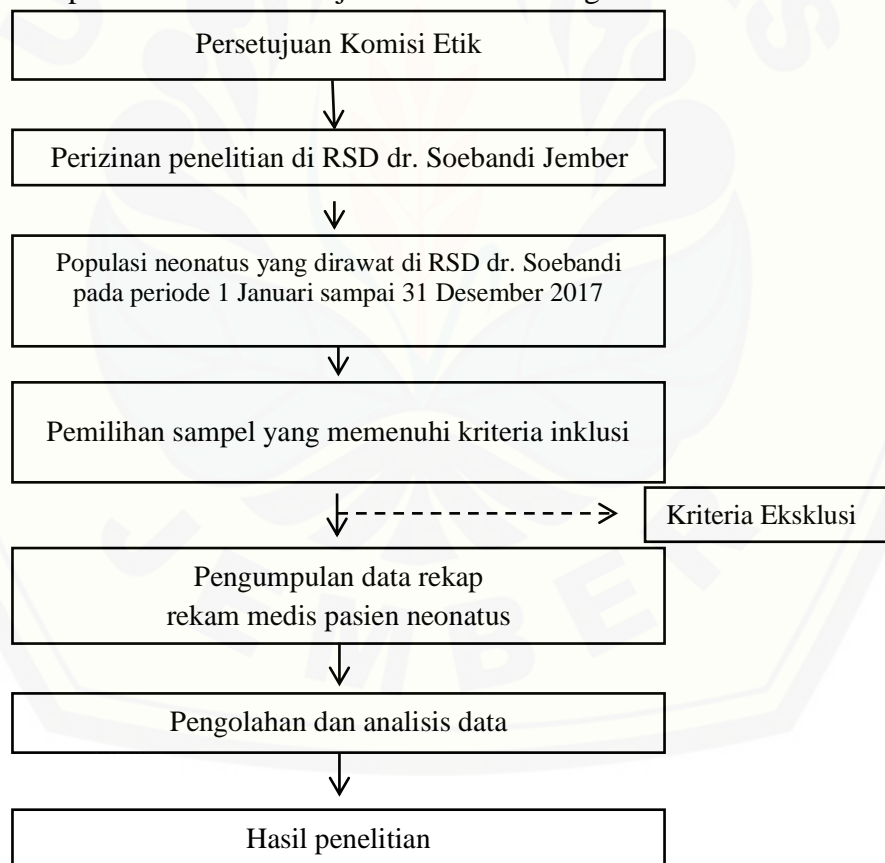 Persetujuan Komisi Etik
Perizinan penelitian di RSD dr. Soebandi Jember
Populasi neonatus yang dirawat di RSD dr. Soebandi
pada periode 1 Januari sampai 31 Desember 2017
Pemilihan sampel yang memenuhi kriteria inklusi
Kriteria Eksklusi
Pengumpulan data rekap
rekam medis pasien neonatus
JEMBER
Pengolahan dan analisis data
Hasil penelitian